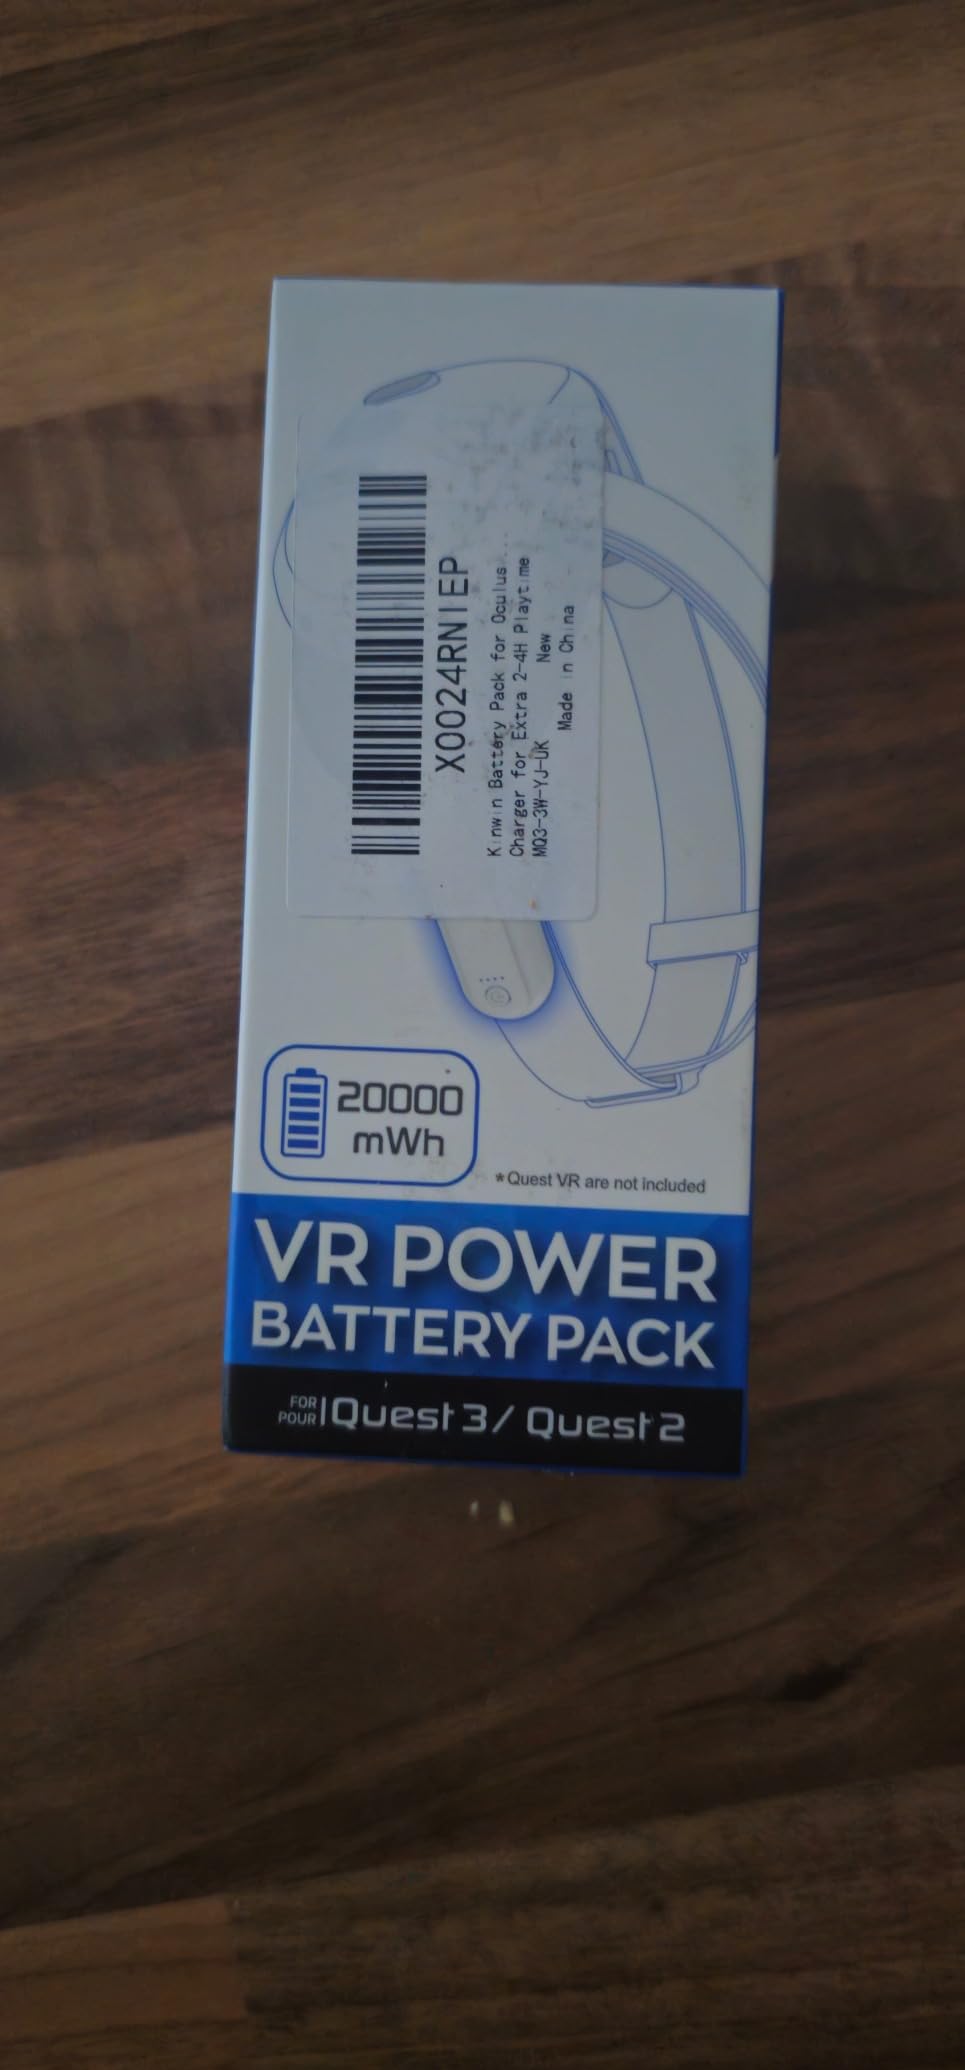 X0024RNIEP
Kinwin Battery Pack for Oculus...
Charger for Extra 2-4H Playtime
MQ3-3W-YJ-UK New
Made in China
20000
mWh
*Quest VR are not included
VR POWER
BATTERY PACK
FOR
POUR
Quest 3 / Quest 2